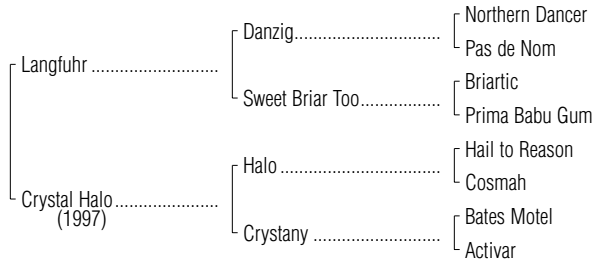 Northern Dancer
Danzig..............................
Pas de Nom
Langfuhr ..........................
Briartic
Sweet Briar Too................
Prima Babu Gum
Hail to Reason
Halo ................................
Cosmah
Crystal Halo.....................
(1997)
Bates Motel
Crystany .........................
Activar